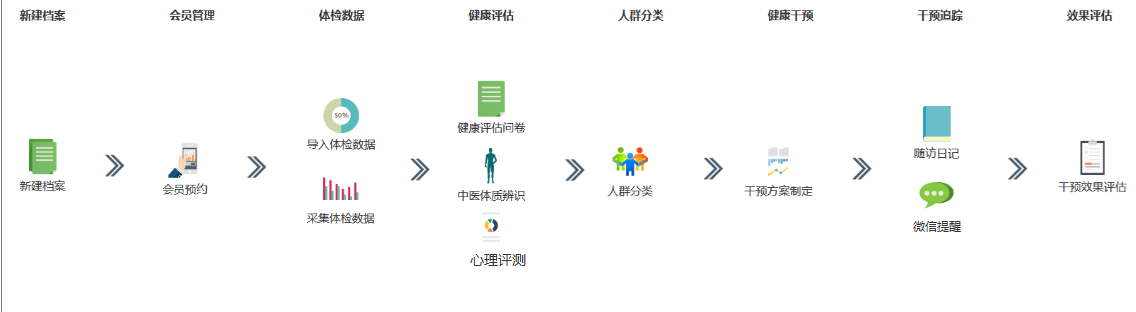 新建档案
会员管理
体检数据
健康评估
人群分类
健康干预
干预追踪
效果评估
新建档案
会员预约
50%
导入体检数据
采集体检数据
健康评估问卷
中医体质辨识
心理评测
人群分类
干预方案制定
随访日记
微信提醒
干预效果评估